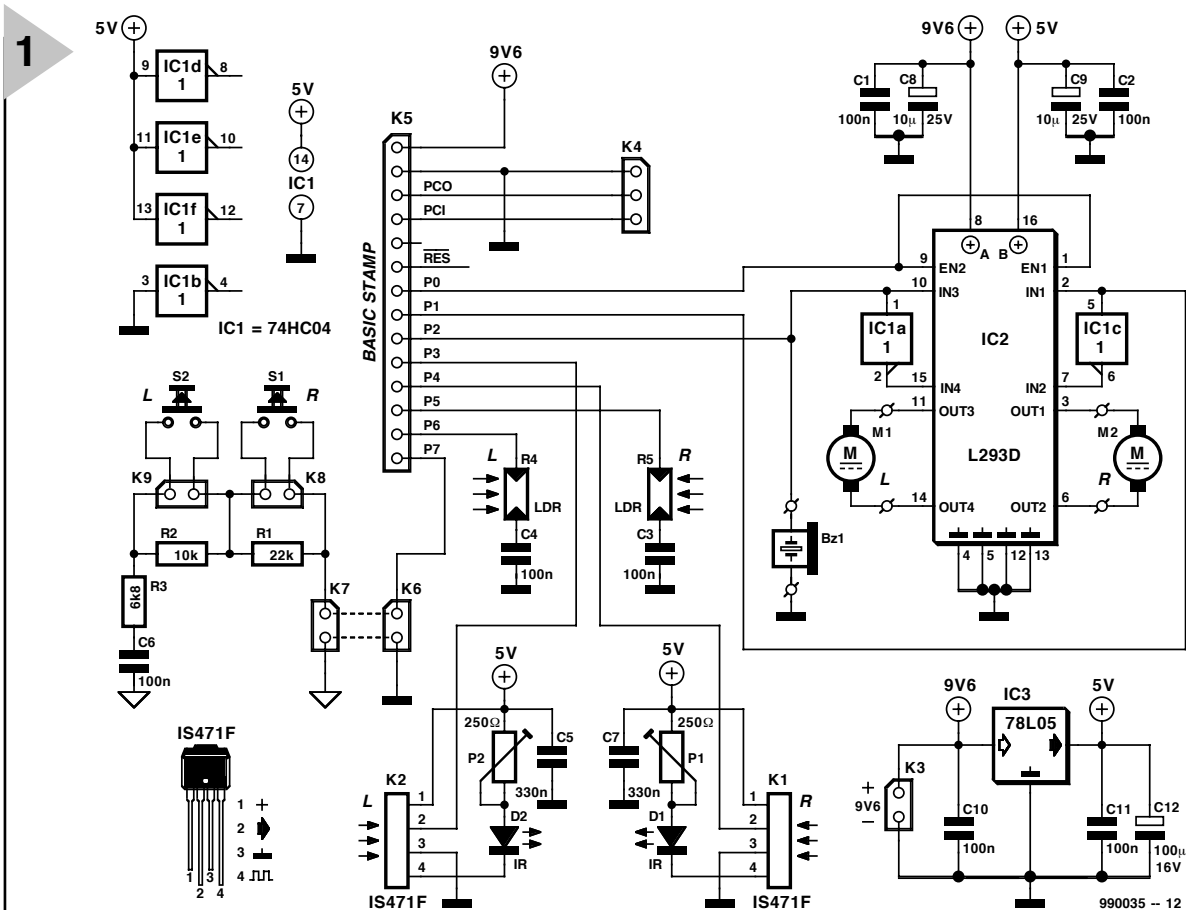 1
5V
9
IC1d
1
8
11
IC1e
1
10
13
IC1f
1
12
3
IC1b
1
4
5V
14
IC1
7
IC1 = 74HC04
9V6
K5
BASIC STAMP
PCO
PCI
RES
P0
P1
P2
P3
P4
P5
P6
P7
K4
9V6
5V
C1
100n
C8
10µ
25V
C9
10µ
25V
C2
100n
8
16
A
B
9
EN2
EN1
1
10
IN3
IN1
2
1
IC1a
1
2
5
IC1c
1
6
IC2
15
IN4
IN2
7
11
OUT3
OUT1
3
L293D
14
OUT4
OUT2
6
4
5
12
13
M1
M
L
M2
M
R
Bz1
S2
L
S1
R
K9
K8
R2
10k
R1
22k
R3
6k8
C6
100n
K7
K6
L
R4
LDR
C4
100n
R5
R
LDR
C3
100n
IS471F
1 +
2
3
4
1
2
3
4
5V
250Ω
P2
C5
330n
K2
L
1
2
3
4
D2
IR
IS471F
5V
250Ω
P1
C7
330n
K1
R
1
2
3
4
D1
IR
IS471F
9V6
IC3
78L05
5V
K3
+
9V6
–
C10
100n
C11
100n
C12
100µ
16V
990035 -- 12